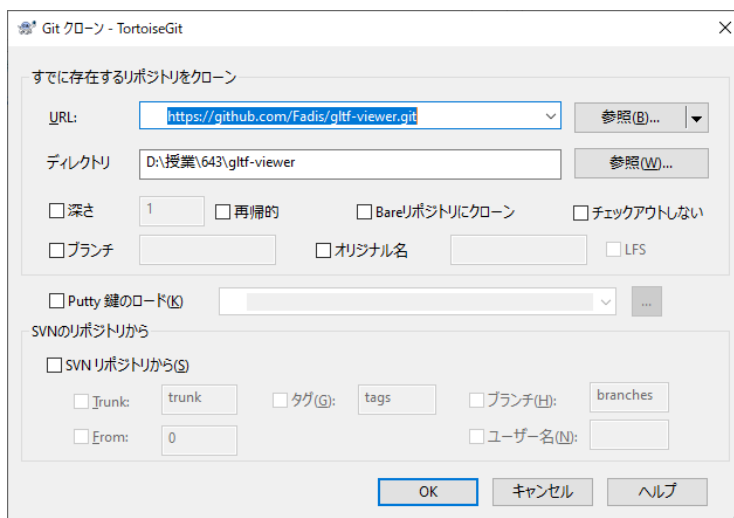 Git クローン - TortoiseGit
すでに存在するリポジトリをクローン
URL: https://github.com/Fadis/gltf-viewer.git 参照(B)...
ディレクトリ D:\授業\643\gltf-viewer 参照(W)...
深さ 1 再帰的 Bareリポジトリにクローン チェックアウトしない
ブランチ オリジナル名 LFS
Putty 鍵のロード(K) ...
SVNのリポジトリから
SVN リポジトリから(S)
Trunk: trunk タグ(G): tags ブランチ(H): branches
From: 0 ユーザー名(N):
OK キャンセル ヘルプ